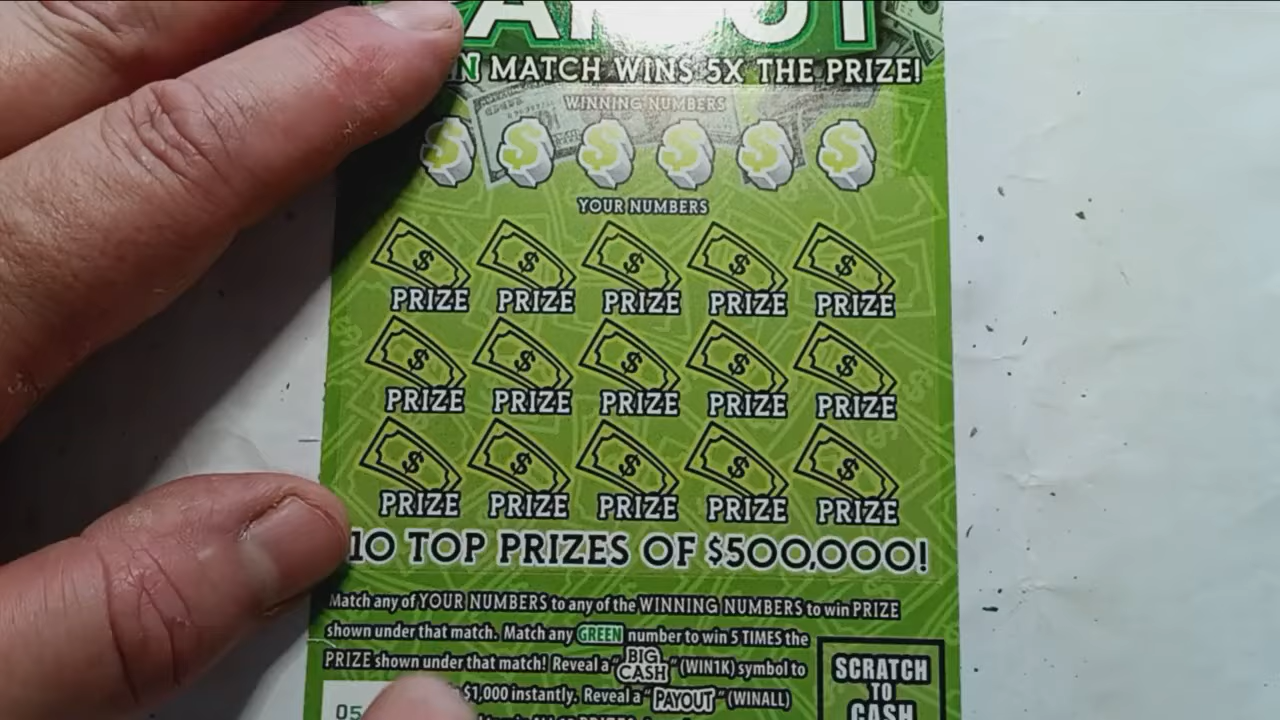 MATCH WINS 5X THE PRIZE!
WINNING NUMBERS
$ $ $ $ $ $
YOUR NUMBERS
$ $ $ $ $
PRIZE PRIZE PRIZE PRIZE PRIZE
$ $ $ $ $
PRIZE PRIZE PRIZE PRIZE PRIZE
$ $ $ $ $
PRIZE PRIZE PRIZE PRIZE PRIZE
10 TOP PRIZES OF $500,000!
Match any of YOUR NUMBERS to any of the WINNING NUMBERS to win PRIZE
shown under that match. Match any GREEN number to win 5 TIMES the
PRIZE shown under that match! Reveal a "BIG CASH" (WIN1K) symbol to
$1,000 instantly. Reveal a "PAYOUT" (WINALL)
SCRATCH
TO
CASH
05